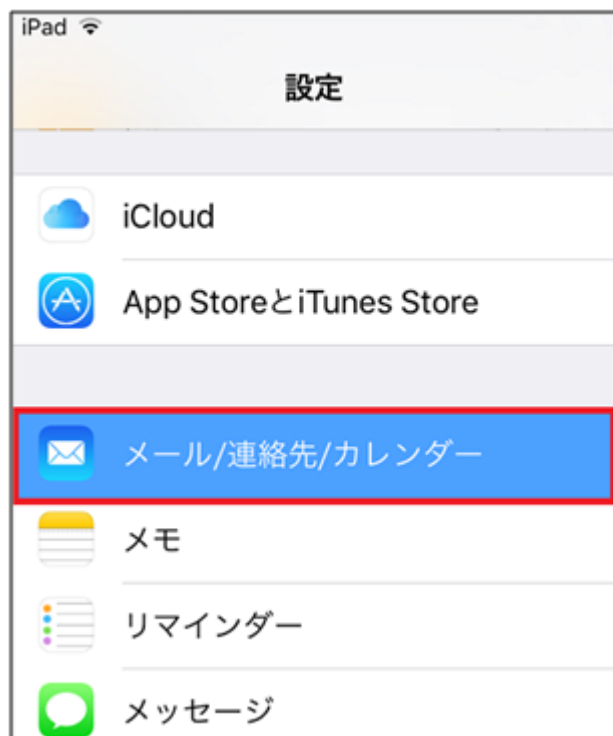 iPad
設定
iCloud
App StoreとiTunes Store
メール/連絡先/カレンダー
メモ
リマインダー
メッセージ